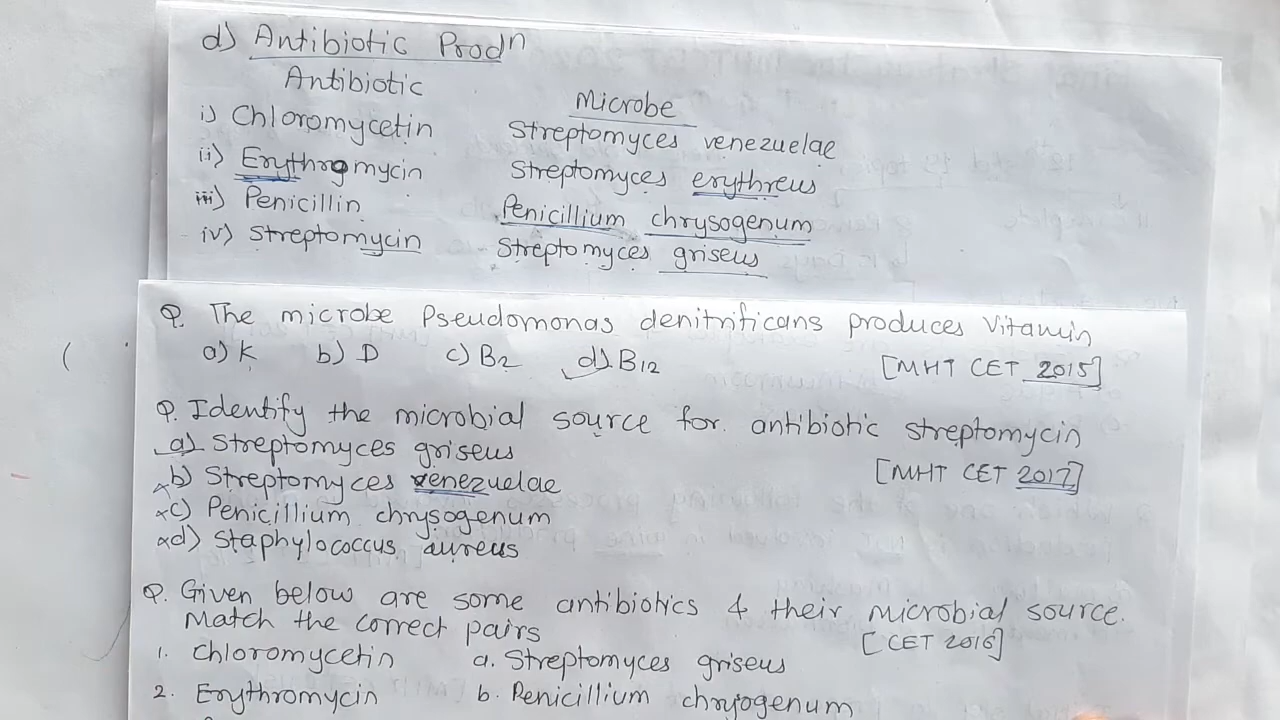 d) Antibiotic Prodⁿ
Antibiotic Microbe
i) Chloromycetin Streptomyces venezuelae
ii) Erythromycin Streptomyces erythreus
iii) Penicillin Penicillium chrysogenum
iv) Streptomycin Streptomyces griseus
Q. The microbe Pseudomonas denitrificans produces Vitamin
a) K b) D c) B2 d) B12 [MHT CET 2015]
Q. Identify the microbial source for antibiotic streptomycin
a) Streptomyces griseus
b) Streptomyces venezuelae [MHT CET 2017]
c) Penicillium chrysogenum
d) Staphylococcus aureus
Q. Given below are some antibiotics & their microbial source.
Match the correct pairs [CET 2016]
1. Chloromycetin a. Streptomyces griseus
2. Erythromycin b. Penicillium chryogenum